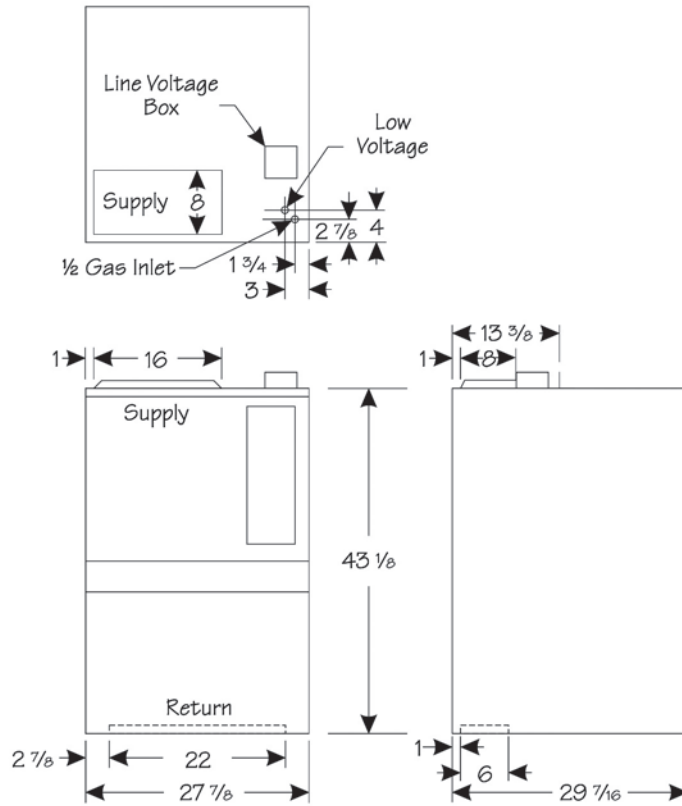 Line Voltage
Box
Low
Voltage
Supply
8
2 ⅞
4
½ Gas Inlet
1 ¾
3
1
16
13 ⅜
1
8
Supply
43 ⅛
Return
2 ⅞
22
27 ⅞
1
6
29 7/16